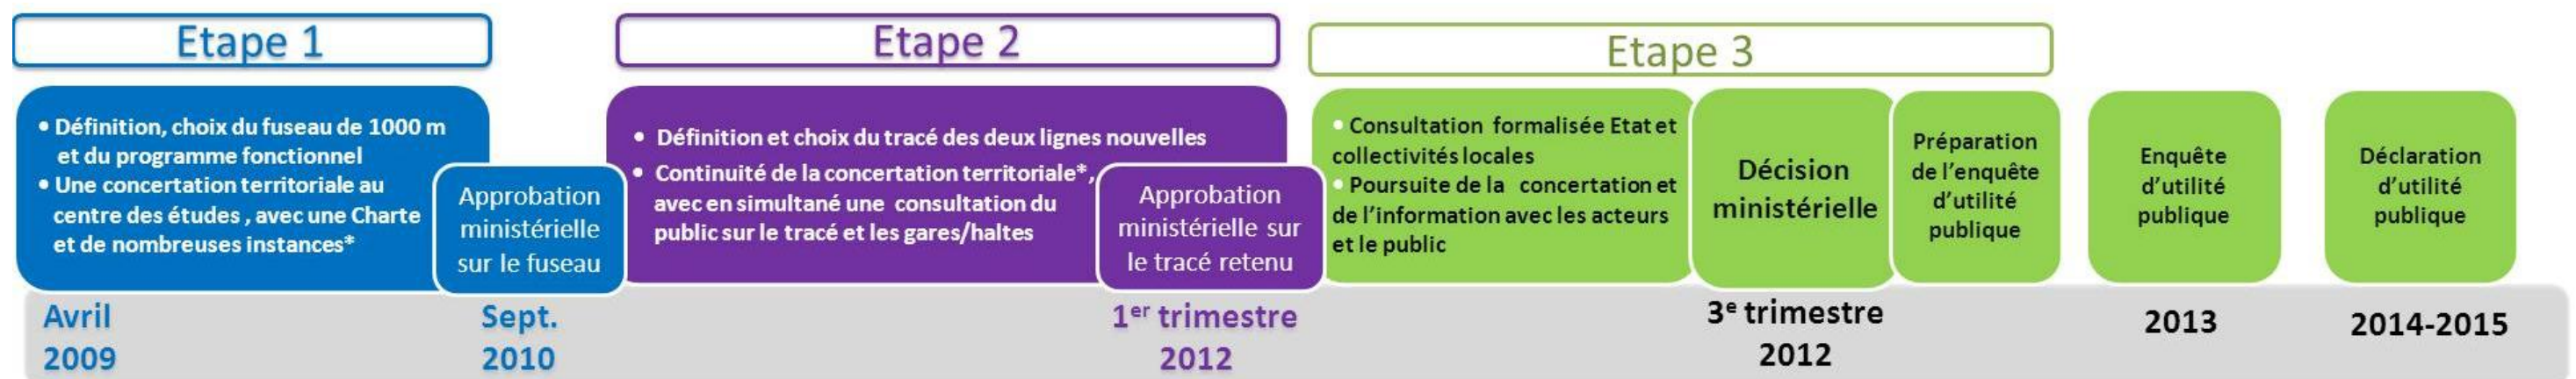 Etape 1
• Définition, choix du fuseau de 1000 m
et du programme fonctionnel
• Une concertation territoriale au
centre des études , avec une Charte
et de nombreuses instances*
Approbation
ministérielle
sur le fuseau
Etape 2
• Définition et choix du tracé des deux lignes nouvelles
• Continuité de la concertation territoriale*,
avec en simultané une consultation du
public sur le tracé et les gares/haltes
Approbation
ministérielle sur
le tracé retenu
Etape 3
• Consultation formalisée Etat et
collectivités locales
• Poursuite de la concertation et
de l’information avec les acteurs
et le public
Décision
ministérielle
Préparation
de l’enquête
d’utilité
publique
Enquête
d’utilité
publique
Déclaration
d’utilité
publique
Avril
2009
Sept.
2010
1er trimestre
2012
3e trimestre
2012
2013
2014-2015